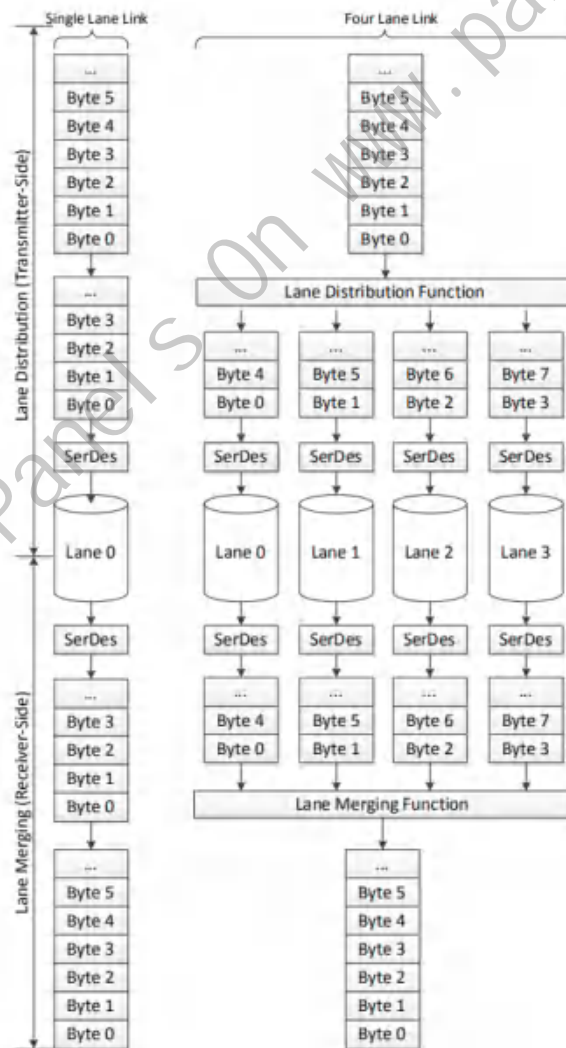 Single Lane Link
Four Lane Link
Lane Distribution (Transmitter-Side)
Lane Merging (Receiver-Side)
...
Byte 5
Byte 4
Byte 3
Byte 2
Byte 1
Byte 0
...
Byte 3
Byte 2
Byte 1
Byte 0
SerDes
Lane 0
SerDes
...
Byte 3
Byte 2
Byte 1
Byte 0
...
Byte 5
Byte 4
Byte 3
Byte 2
Byte 1
Byte 0
...
Byte 5
Byte 4
Byte 3
Byte 2
Byte 1
Byte 0
Lane Distribution Function
... ... ... ...
Byte 4 Byte 5 Byte 6 Byte 7
Byte 0 Byte 1 Byte 2 Byte 3
SerDes SerDes SerDes SerDes
Lane 0 Lane 1 Lane 2 Lane 3
SerDes SerDes SerDes SerDes
... ... ... ...
Byte 4 Byte 5 Byte 6 Byte 7
Byte 0 Byte 1 Byte 2 Byte 3
Lane Merging Function
...
Byte 5
Byte 4
Byte 3
Byte 2
Byte 1
Byte 0
Panels On www.pa